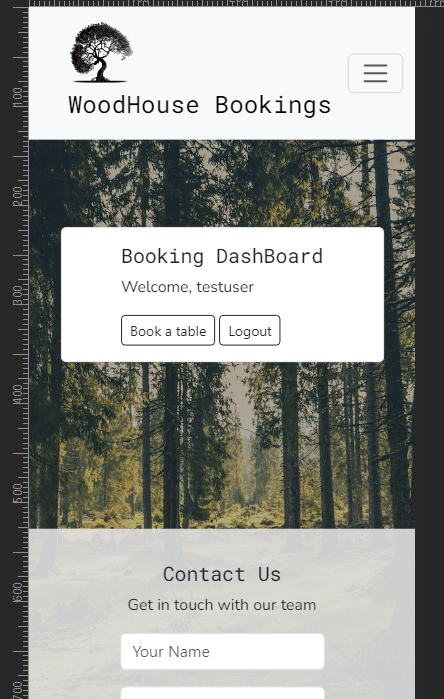 WoodHouse Bookings
Booking DashBoard
Welcome, testuser
Book a table Logout
Contact Us
Get in touch with our team
Your Name
100
200
300
400
500
600
700